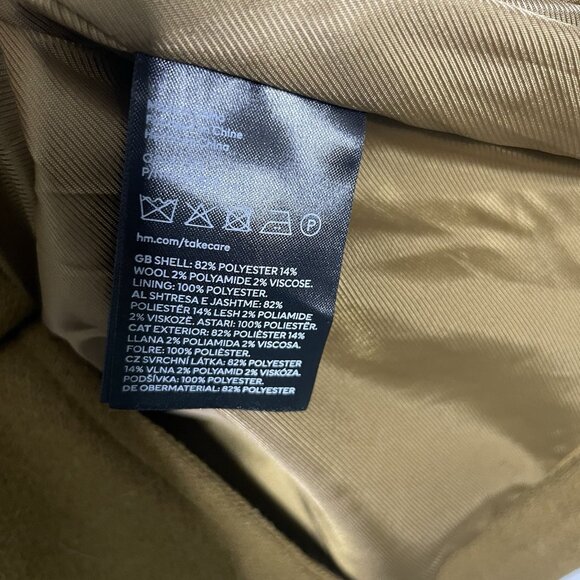 Chine
hm.com/takecare
GB SHELL: 82% POLYESTER 14%
WOOL 2% POLYAMIDE 2% VISCOSE.
LINING: 100% POLYESTER.
AL SHTRESA E JASHTME: 82%
POLIESTËR 14% LESH 2% POLIAMIDE
2% VISKOZË. ASTARI: 100% POLIESTËR.
CAT EXTERIOR: 82% POLIÈSTER 14%
LLANA 2% POLIAMIDA 2% VISCOSA.
FOLRE: 100% POLIÈSTER.
CZ SVRCHNÍ LÁTKA: 82% POLYESTER
14% VLNA 2% POLYAMID 2% VISKÓZA.
PODŠÍVKA: 100% POLYESTER.
DE OBERMATERIAL: 82% POLYESTER